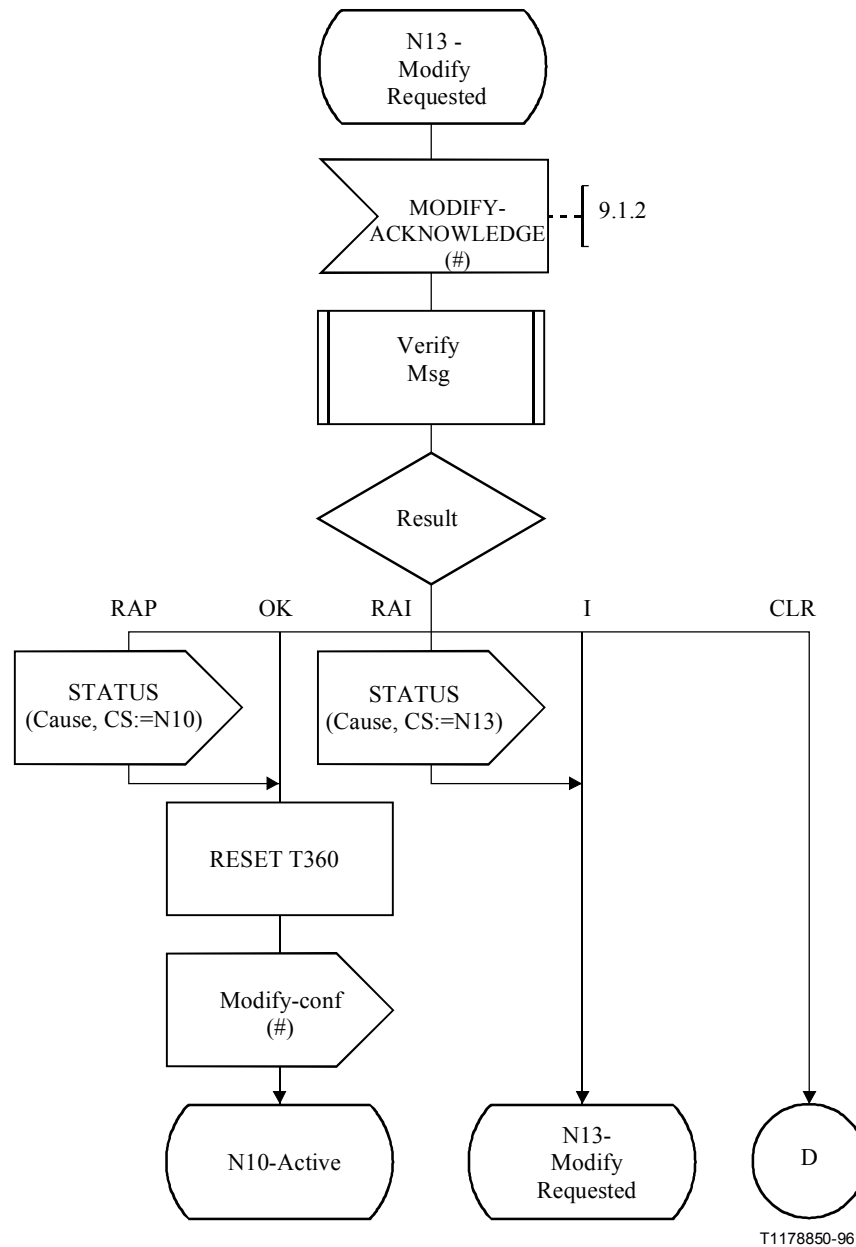 N13 -
Modify
Requested
MODIFY-
ACKNOWLEDGE
(#)
9.1.2
Verify
Msg
Result
RAP
OK
RAI
I
CLR
STATUS
(Cause, CS:=N10)
STATUS
(Cause, CS:=N13)
RESET T360
Modify-conf
(#)
N10-Active
N13-
Modify
Requested
D
T1178850-96